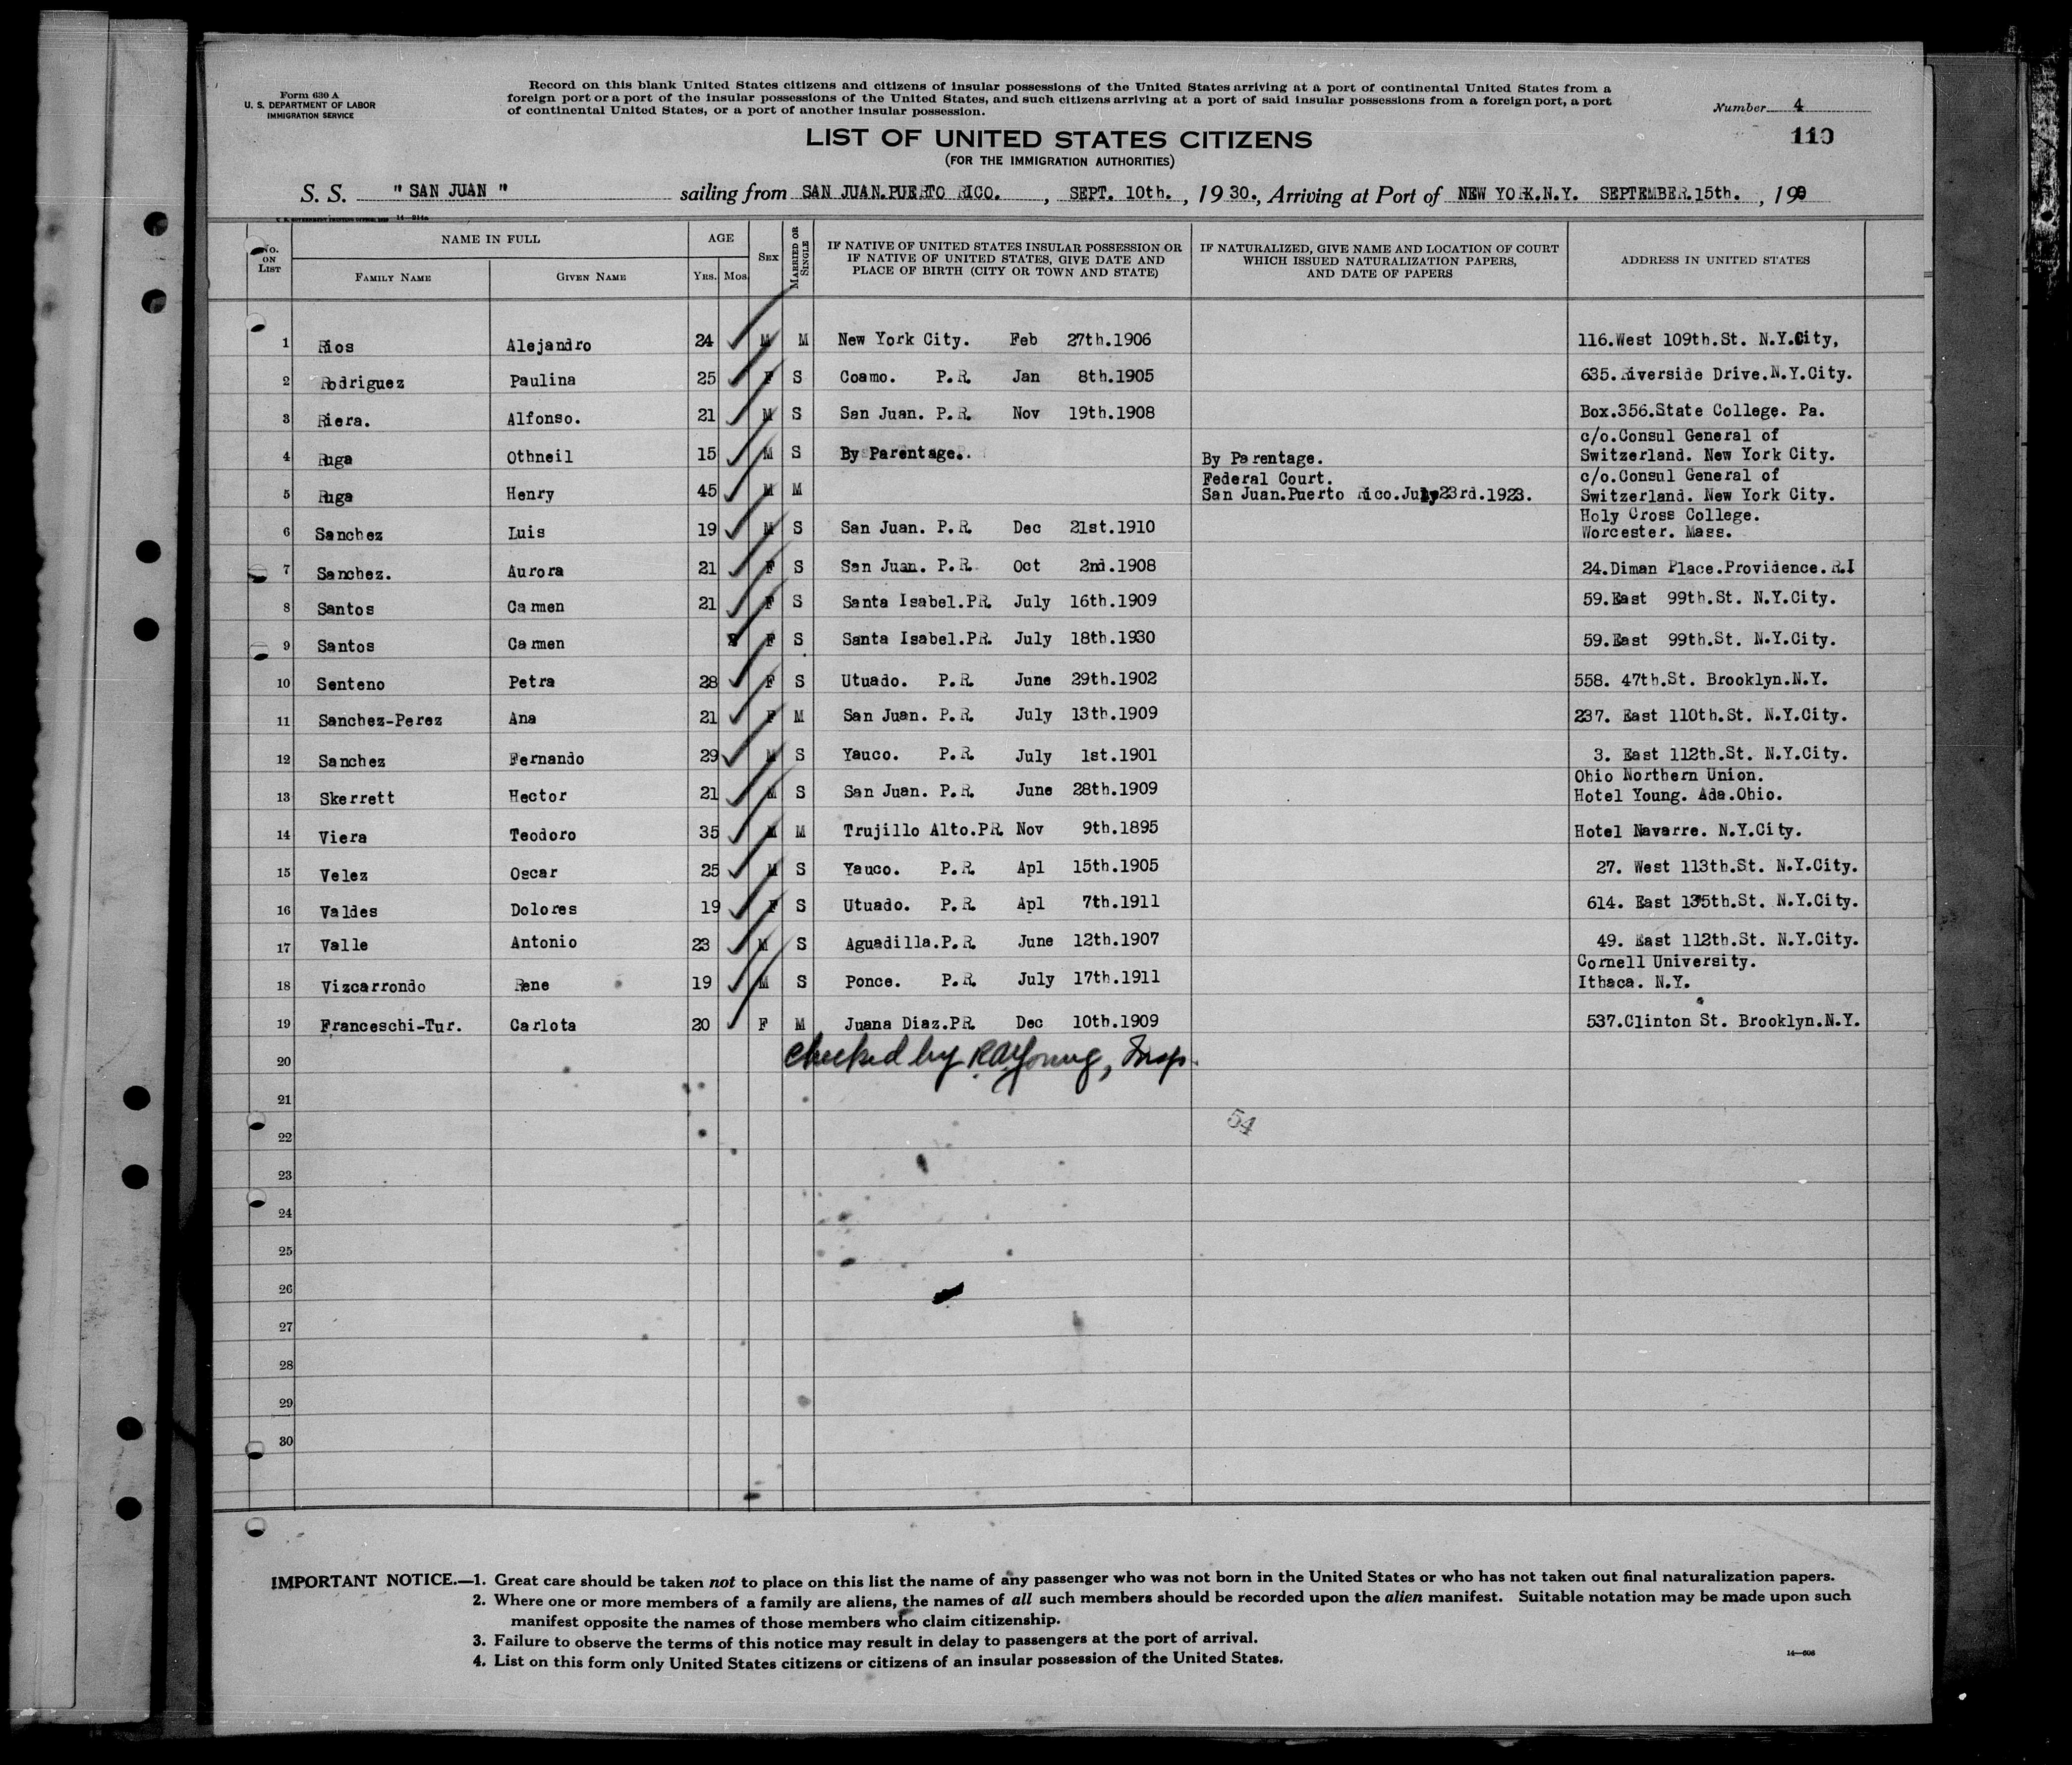 Form 630 A
U. S. DEPARTMENT OF LABOR
IMMIGRATION SERVICE
Record on this blank United States citizens and citizens of insular possessions of the United States arriving at a port of continental United States from a
foreign port or a port of the insular possessions of the United States, and such citizens arriving at a port of said insular possessions from a foreign port, a port
of continental United States, or a port of another insular possession.
Number 4
110
LIST OF UNITED STATES CITIZENS
(FOR THE IMMIGRATION AUTHORITIES)
S. S. " SAN JUAN " sailing from SAN JUAN.PUERTO RICO. , SEPT. 10th. , 19 30., Arriving at Port of NEW YORK.N.Y. SEPTEMBER.15th. , 19
No. ON LIST NAME IN FULL AGE SEX MARRIED OR SINGLE IF NATIVE OF UNITED STATES INSULAR POSSESSION OR IF NATIVE OF UNITED STATES, GIVE DATE AND PLACE OF BIRTH (CITY OR TOWN AND STATE) IF NATURALIZED, GIVE NAME AND LOCATION OF COURT WHICH ISSUED NATURALIZATION PAPERS, AND DATE OF PAPERS ADDRESS IN UNITED STATES
FAMILY NAME GIVEN NAME YRS. MOS.
1 Rios Alejandro 24 M M New York City. Feb 27th.1906 116.West 109th.St. N.Y.City,
2 Rodriguez Paulina 25 F S Coamo. P.R. Jan 8th.1905 635.Riverside Drive.N.Y.City.
3 Riera. Alfonso. 21 M S San Juan. P.R. Nov 19th.1908 Box.356.State College. Pa.
4 Ruga Othneil 15 M S By Parentage. By Parentage. c/o.Consul General of Switzerland. New York City.
5 Ruga Henry 45 M M Federal Court. San Juan.Puerto Rico.July 23rd.1923. c/o.Consul General of Switzerland. New York City.
6 Sanchez Luis 19 M S San Juan. P.R. Dec 21st.1910 Holy Cross College. Worcester. Mass.
7 Sanchez. Aurora 21 F S San Juan. P.R. Oct 2nd.1908 24.Diman Place.Providence.R.I
8 Santos Carmen 21 F S Santa Isabel.PR. July 16th.1909 59.East 99th.St. N.Y.City.
9 Santos Carmen F S Santa Isabel.PR. July 18th.1930 59.East 99th.St. N.Y.City.
10 Senteno Petra 28 F S Utuado. P.R. June 29th.1902 558. 47th.St. Brooklyn.N.Y.
11 Sanchez-Perez Ana 21 F M San Juan. P.R. July 13th.1909 237. East 110th.St. N.Y.City.
12 Sanchez Fernando 29 M S Yauco. P.R. July 1st.1901 3. East 112th.St. N.Y.City.
13 Skerrett Hector 21 M S San Juan. P.R. June 28th.1909 Ohio Northern Union. Hotel Young. Ada.Ohio.
14 Viera Teodoro 35 M M Trujillo Alto.PR. Nov 9th.1895 Hotel Navarre. N.Y.City.
15 Velez Oscar 25 M S Yauco. P.R. Apl 15th.1905 27. West 113th.St. N.Y.City.
16 Valdes Dolores 19 F S Utuado. P.R. Apl 7th.1911 614. East 135th.St. N.Y.City.
17 Valle Antonio 23 M S Aguadilla.P.R. June 12th.1907 49. East 112th.St. N.Y.City.
18 Vizcarrondo Rene 19 M S Ponce. P.R. July 17th.1911 Cornell University. Ithaca. N.Y.
19 Franceschi-Tur. Carlota 20 F M Juana Diaz.PR. Dec 10th.1909 537.Clinton St. Brooklyn.N.Y.
20 Checked by R.A. Young, Insp.
21
54
22
23
24
25
26
27
28
29
30
IMPORTANT NOTICE.—1. Great care should be taken not to place on this list the name of any passenger who was not born in the United States or who has not taken out final naturalization papers.
2. Where one or more members of a family are aliens, the names of all such members should be recorded upon the alien manifest. Suitable notation may be made upon such
manifest opposite the names of those members who claim citizenship.
3. Failure to observe the terms of this notice may result in delay to passengers at the port of arrival.
4. List on this form only United States citizens or citizens of an insular possession of the United States.
14—608